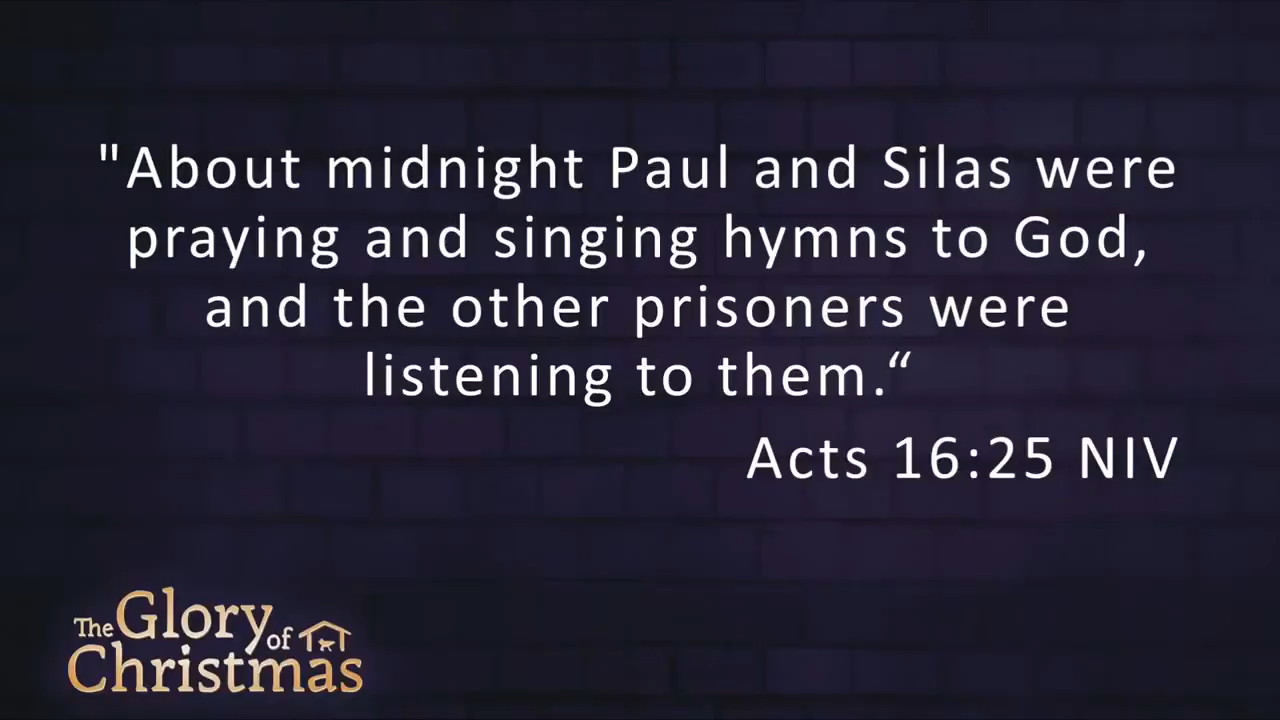 "About midnight Paul and Silas were
praying and singing hymns to God,
and the other prisoners were
listening to them.“
Acts 16:25 NIV
The Glory of
Christmas